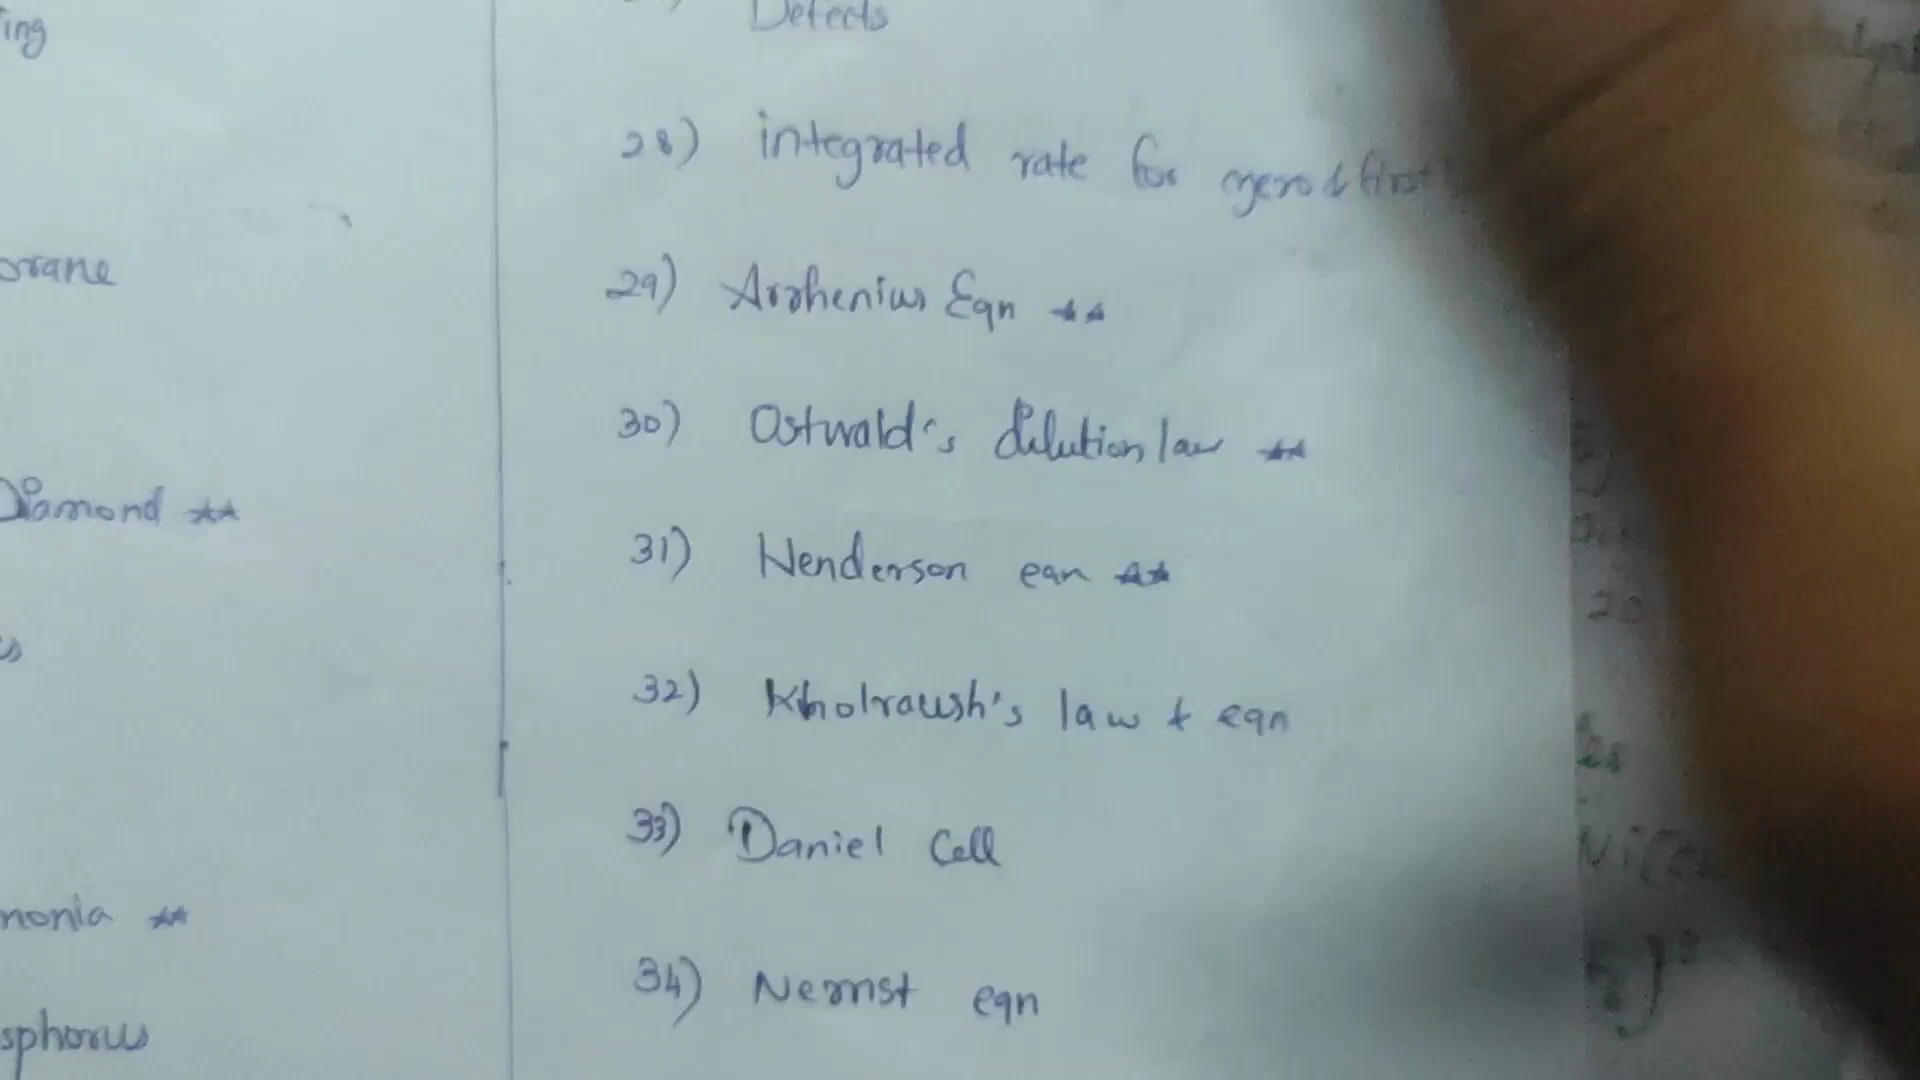 ing
orane
Diamond **
nonia **
sphorus
Defects
28) integrated rate for zero & first
29) Arrhenius Eqn **
30) Ostwald's dilution law **
31) Henderson eqn **
32) Kholraush's law & eqn
33) Daniel Cell
34) Nernst eqn